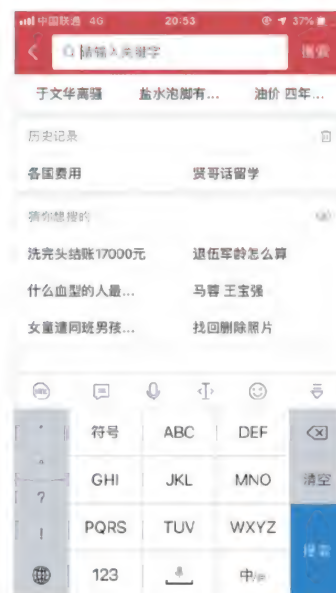 中国联通 4G 20:53 37%
请输入关键字 搜索
于文华离骚 盐水泡脚有... 油价 四年...
历史记录
各国费用 贤哥话留学
猜你想搜的
洗完头结账17000元 退伍军龄怎么算
什么血型的人最... 马蓉 王宝强
女童遭同班男孩... 找回删除照片
符号 ABC DEF
GHI JKL MNO 清空
?
! PQRS TUV WXYZ
搜索
123 中/英